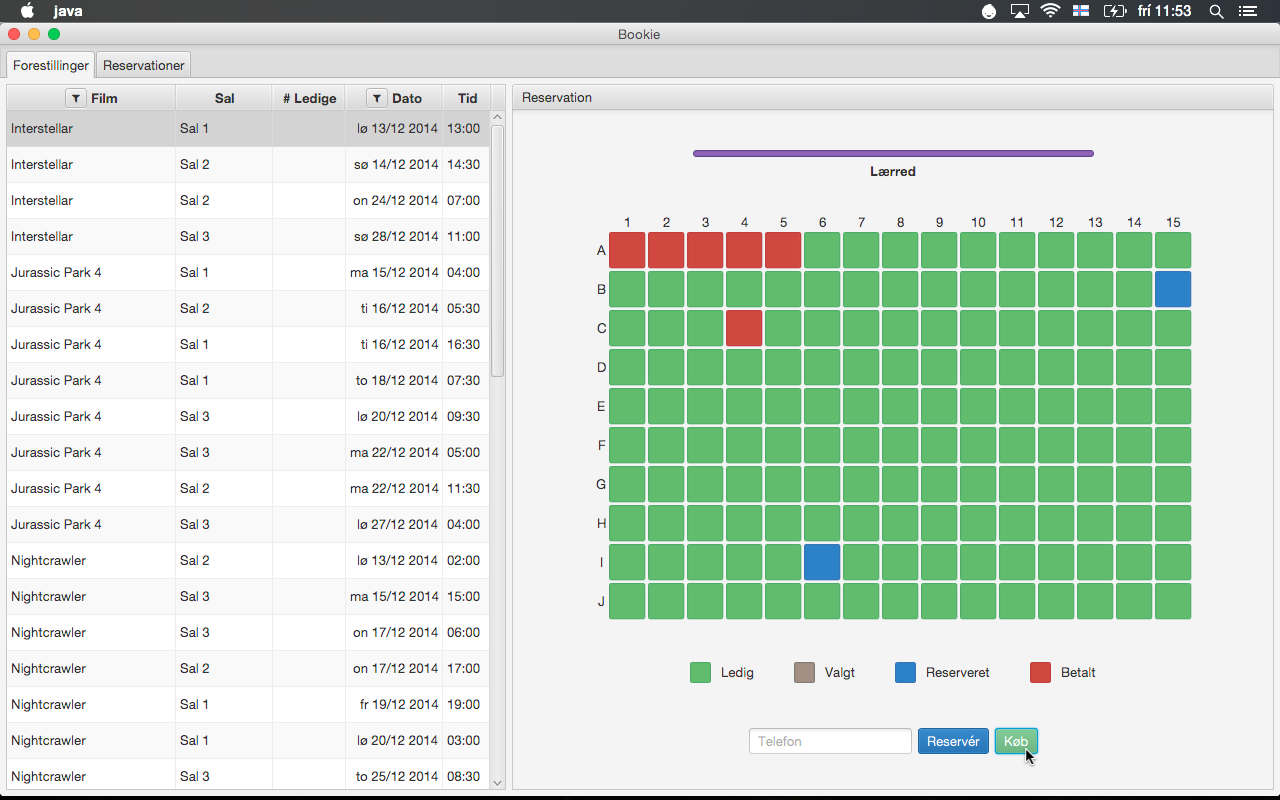 java
frí 11:53
Bookie
Forestillinger Reservationer
Film Sal # Ledige Dato Tid
Interstellar Sal 1 lø 13/12 2014 13:00
Interstellar Sal 2 sø 14/12 2014 14:30
Interstellar Sal 2 on 24/12 2014 07:00
Interstellar Sal 3 sø 28/12 2014 11:00
Jurassic Park 4 Sal 1 ma 15/12 2014 04:00
Jurassic Park 4 Sal 2 ti 16/12 2014 05:30
Jurassic Park 4 Sal 1 ti 16/12 2014 16:30
Jurassic Park 4 Sal 1 to 18/12 2014 07:30
Jurassic Park 4 Sal 3 lø 20/12 2014 09:30
Jurassic Park 4 Sal 3 ma 22/12 2014 05:00
Jurassic Park 4 Sal 2 ma 22/12 2014 11:30
Jurassic Park 4 Sal 3 lø 27/12 2014 04:00
Nightcrawler Sal 2 lø 13/12 2014 02:00
Nightcrawler Sal 3 ma 15/12 2014 15:00
Nightcrawler Sal 3 on 17/12 2014 06:00
Nightcrawler Sal 2 on 17/12 2014 17:00
Nightcrawler Sal 1 fr 19/12 2014 19:00
Nightcrawler Sal 1 lø 20/12 2014 03:00
Nightcrawler Sal 3 to 25/12 2014 08:30
Reservation
Lærred
1 2 3 4 5 6 7 8 9 10 11 12 13 14 15
A
B
C
D
E
F
G
H
I
J
Ledig Valgt Reserveret Betalt
Telefon Reservér Køb